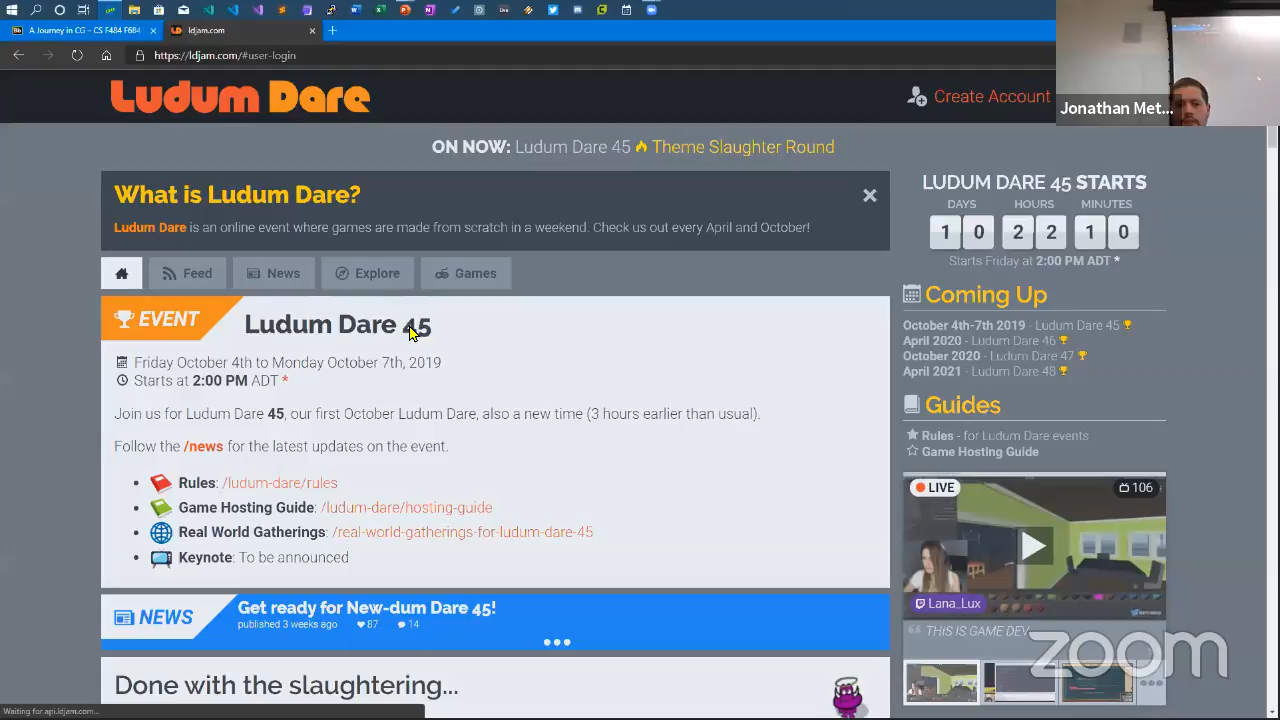 A Journey in CG – CS F484 F684
ldjam.com
https://ldjam.com/#user-login
Jonathan Met...
Ludum Dare
Create Account
ON NOW: Ludum Dare 45 Theme Slaughter Round
What is Ludum Dare?
Ludum Dare is an online event where games are made from scratch in a weekend. Check us out every April and October!
LUDUM DARE 45 STARTS
DAYS HOURS MINUTES
1 0 2 2 1 0
Starts Friday at 2:00 PM ADT *
Feed News Explore Games
EVENT
Ludum Dare 45
Friday October 4th to Monday October 7th, 2019
Starts at 2:00 PM ADT *
Join us for Ludum Dare 45, our first October Ludum Dare, also a new time (3 hours earlier than usual).
Follow the /news for the latest updates on the event.
Rules: /ludum-dare/rules
Game Hosting Guide: /ludum-dare/hosting-guide
Real World Gatherings: /real-world-gatherings-for-ludum-dare-45
Keynote: To be announced
Coming Up
October 4th-7th 2019 - Ludum Dare 45
April 2020 - Ludum Dare 46
October 2020 - Ludum Dare 47
April 2021 - Ludum Dare 48
Guides
Rules - for Ludum Dare events
Game Hosting Guide
LIVE
106
Lana_Lux
THIS IS GAME DEV
NEWS
Get ready for New-dum Dare 45!
published 3 weeks ago 87 14
Done with the slaughtering...
zoom
Waiting for api.ldjam.com...